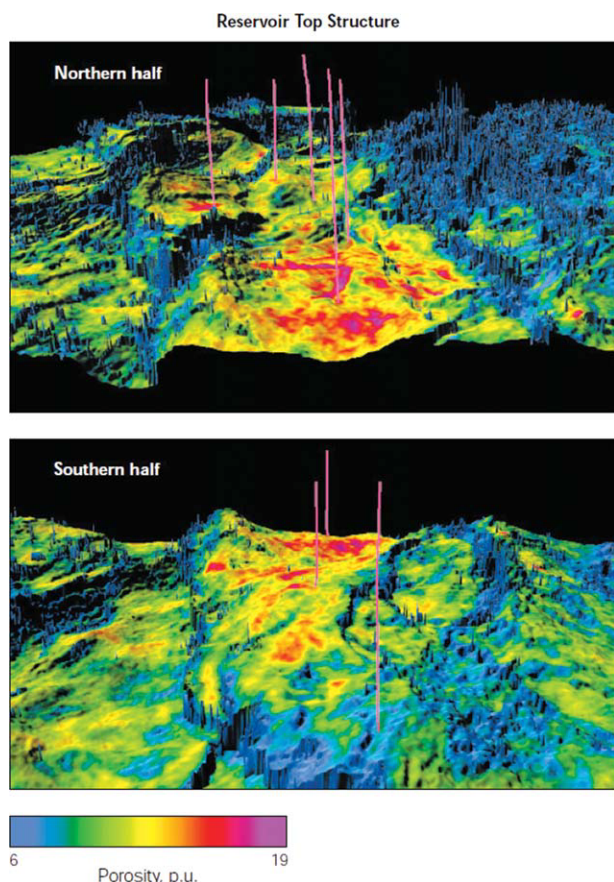 Reservoir Top Structure
Northern half
Southern half
6 19
Porosity, p.u.